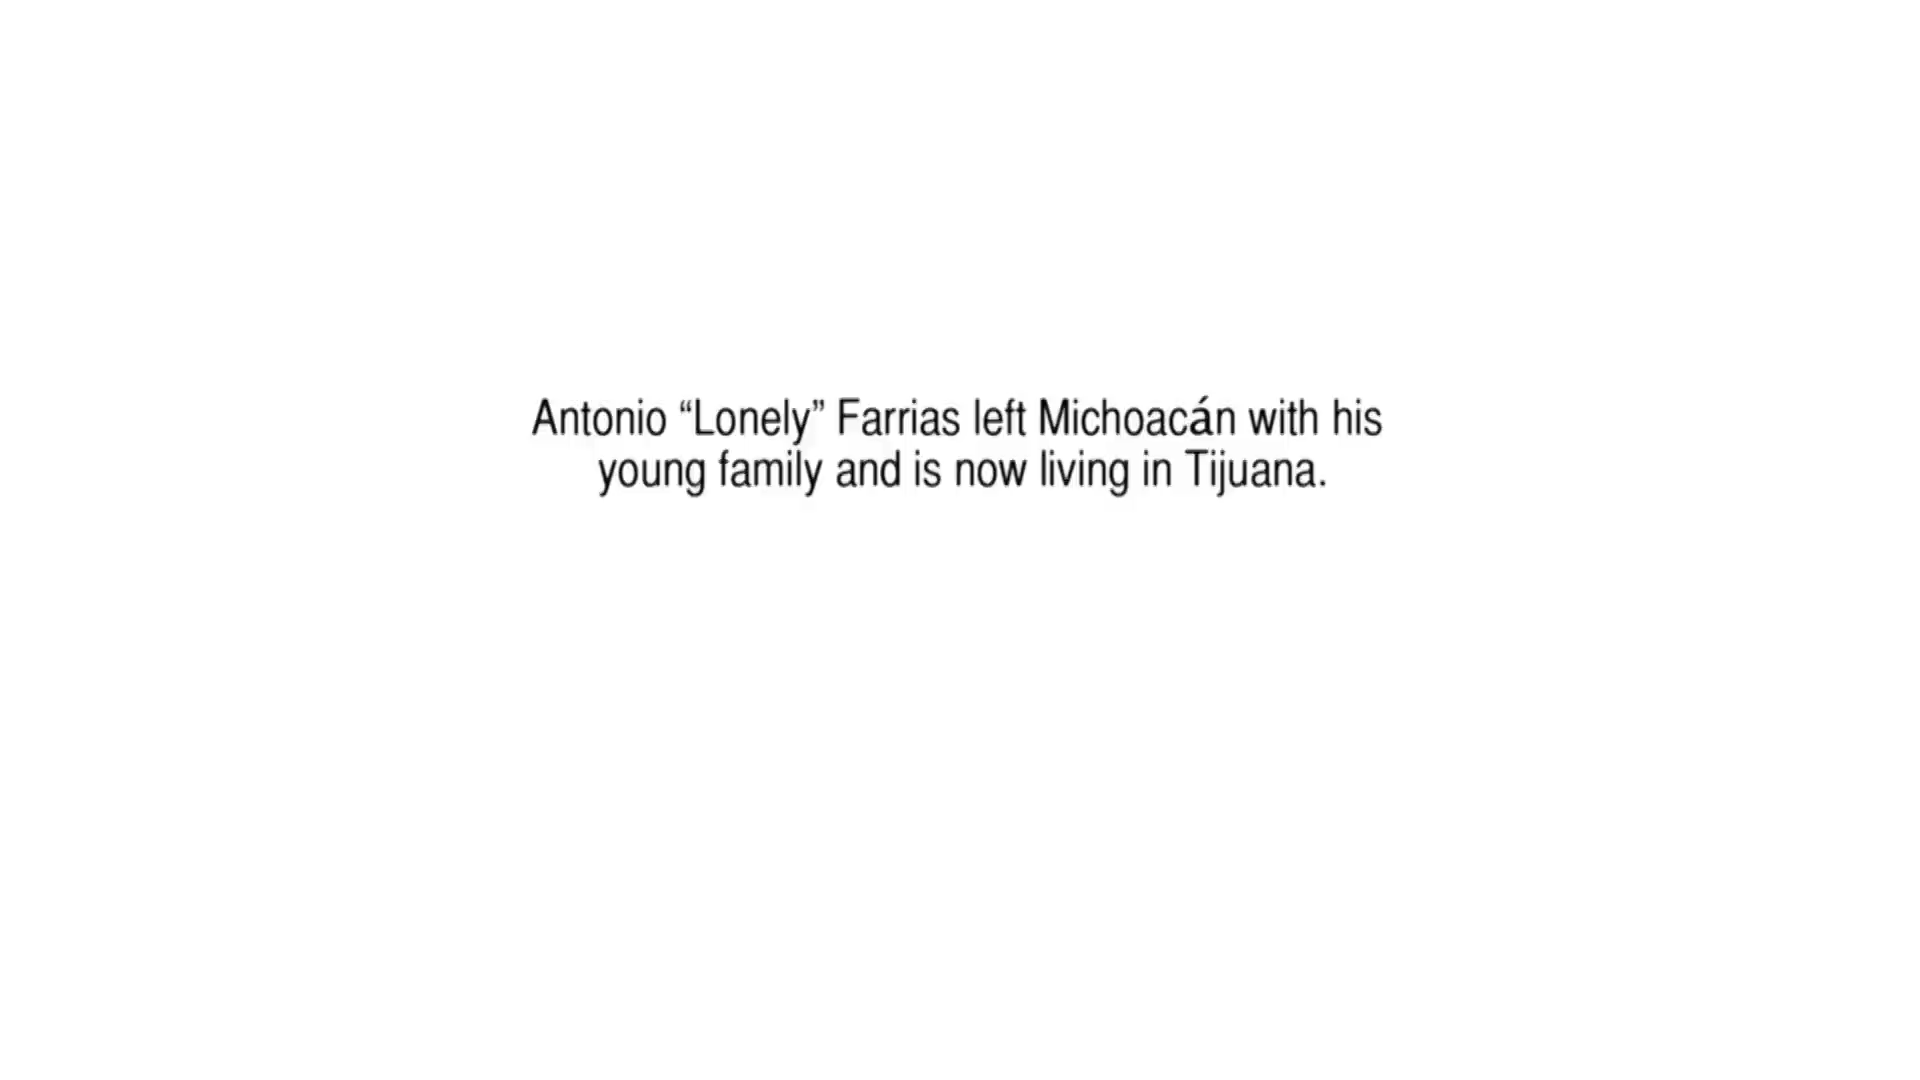 Antonio “Lonely” Farrias left Michoacán with his
young family and is now living in Tijuana.